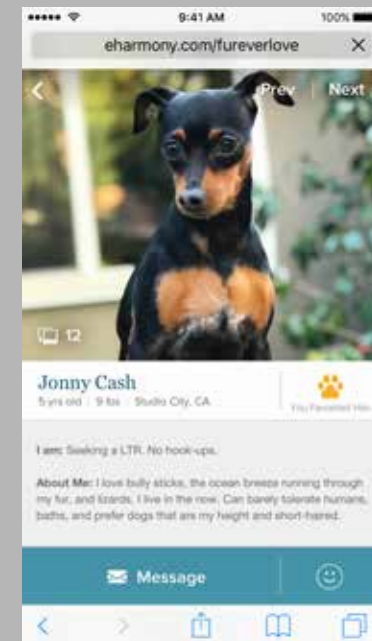 9:41 AM 100%
eharmony.com/fureverlove
Prev Next
12
Jonny Cash
5 yrs old 9 lbs Studio City, CA
You Favorited Him
I am: Seeking a LTR. No hook-ups.
About Me: I love bully sticks, the ocean breeze running through
my fur, and lizards. I live in the now. Can barely tolerate humans,
baths, and prefer dogs that are my height and short-haired.
Message